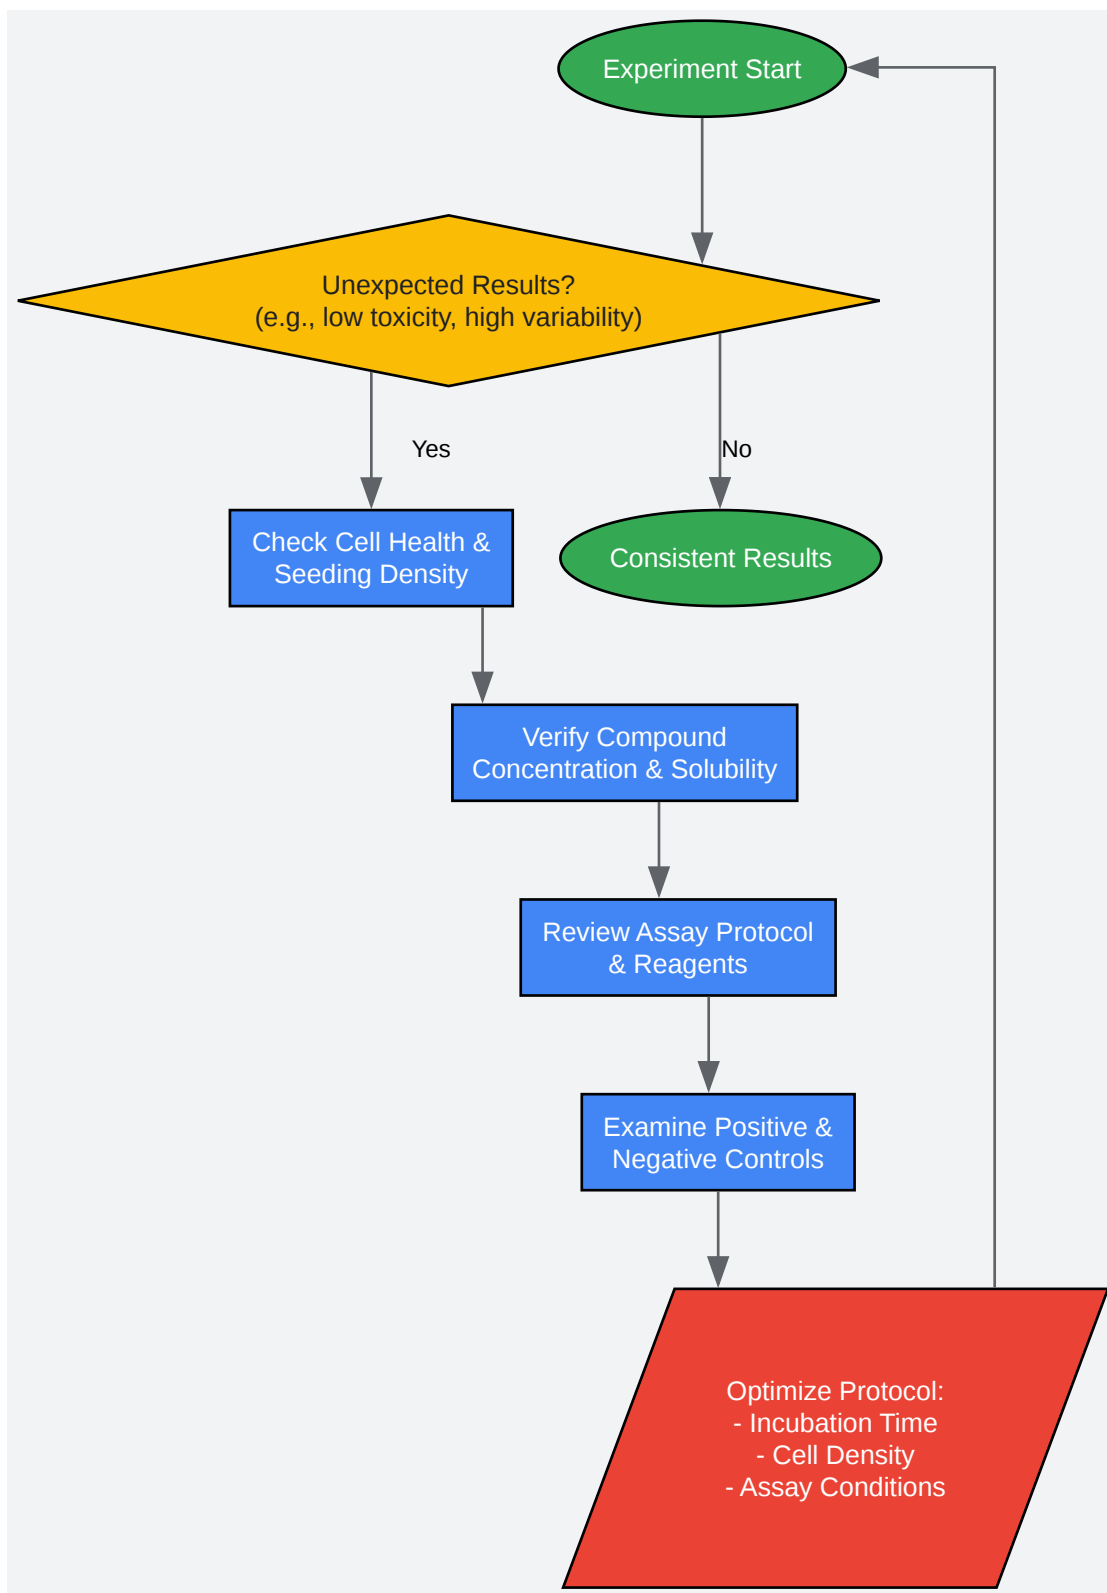 Experiment Start
Unexpected Results?
(e.g., low toxicity, high variability)
Yes
No
Check Cell Health &
Seeding Density
Consistent Results
Verify Compound
Concentration & Solubility
Review Assay Protocol
& Reagents
Examine Positive &
Negative Controls
Optimize Protocol:
- Incubation Time
- Cell Density
- Assay Conditions